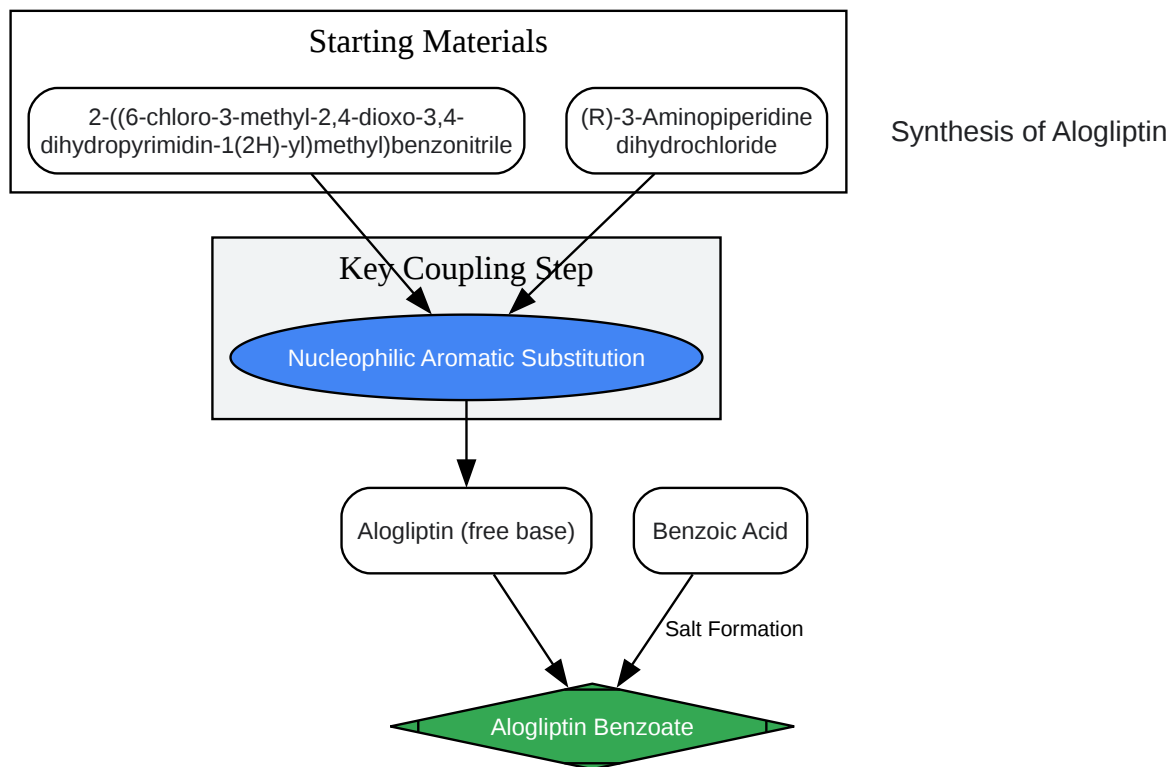 Starting Materials
2-((6-chloro-3-methyl-2,4-dioxo-3,4-
dihydropyrimidin-1(2H)-yl)methyl)benzonitrile
(R)-3-Aminopiperidine
dihydrochloride
Synthesis of Alogliptin
Key Coupling Step
Nucleophilic Aromatic Substitution
Alogliptin (free base)
Benzoic Acid
Salt Formation
Alogliptin Benzoate